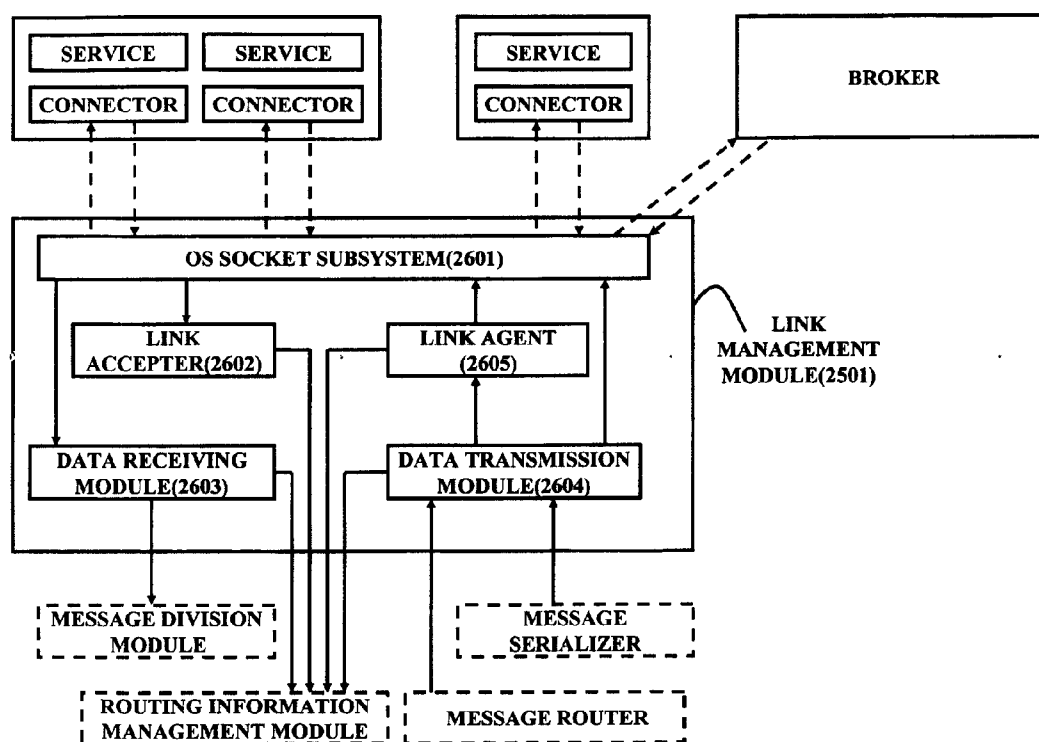 SERVICE
SERVICE
SERVICE
BROKER
CONNECTOR
CONNECTOR
CONNECTOR
OS SOCKET SUBSYSTEM(2601)
LINK
ACCEPTER(2602)
LINK AGENT
(2605)
LINK
MANAGEMENT
MODULE(2501)
DATA RECEIVING
MODULE(2603)
DATA TRANSMISSION
MODULE(2604)
MESSAGE DIVISION
MODULE
MESSAGE
SERIALIZER
ROUTING INFORMATION
MANAGEMENT MODULE
MESSAGE ROUTER